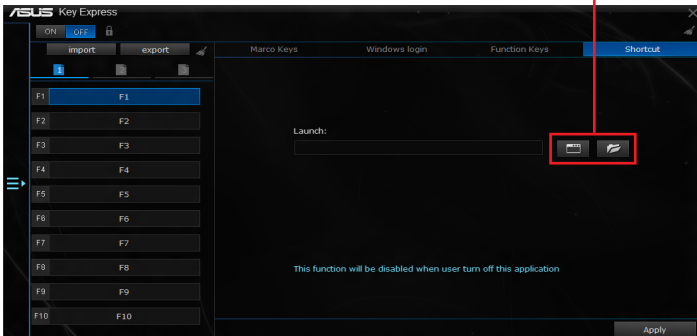 ASUS Key Express
ON OFF
import export
Marco Keys Windows login Function Keys Shortcut
1 2 3
F1 F1
F2 F2
F3 F3
F4 F4
F5 F5
F6 F6
F7 F7
F8 F8
F9 F9
F10 F10
Launch:
This function will be disabled when user turn off this application
Apply